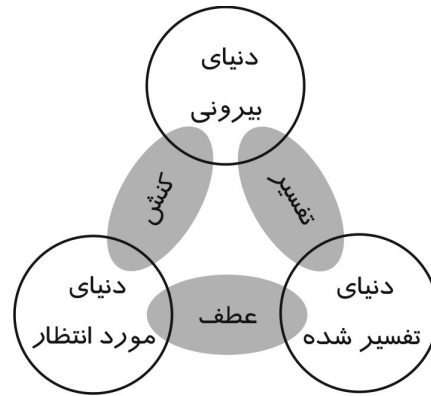 دنیای
بیرونی
کنش
تفسیر
دنیای
مورد انتظار
عطف
دنیای
تفسیر شده